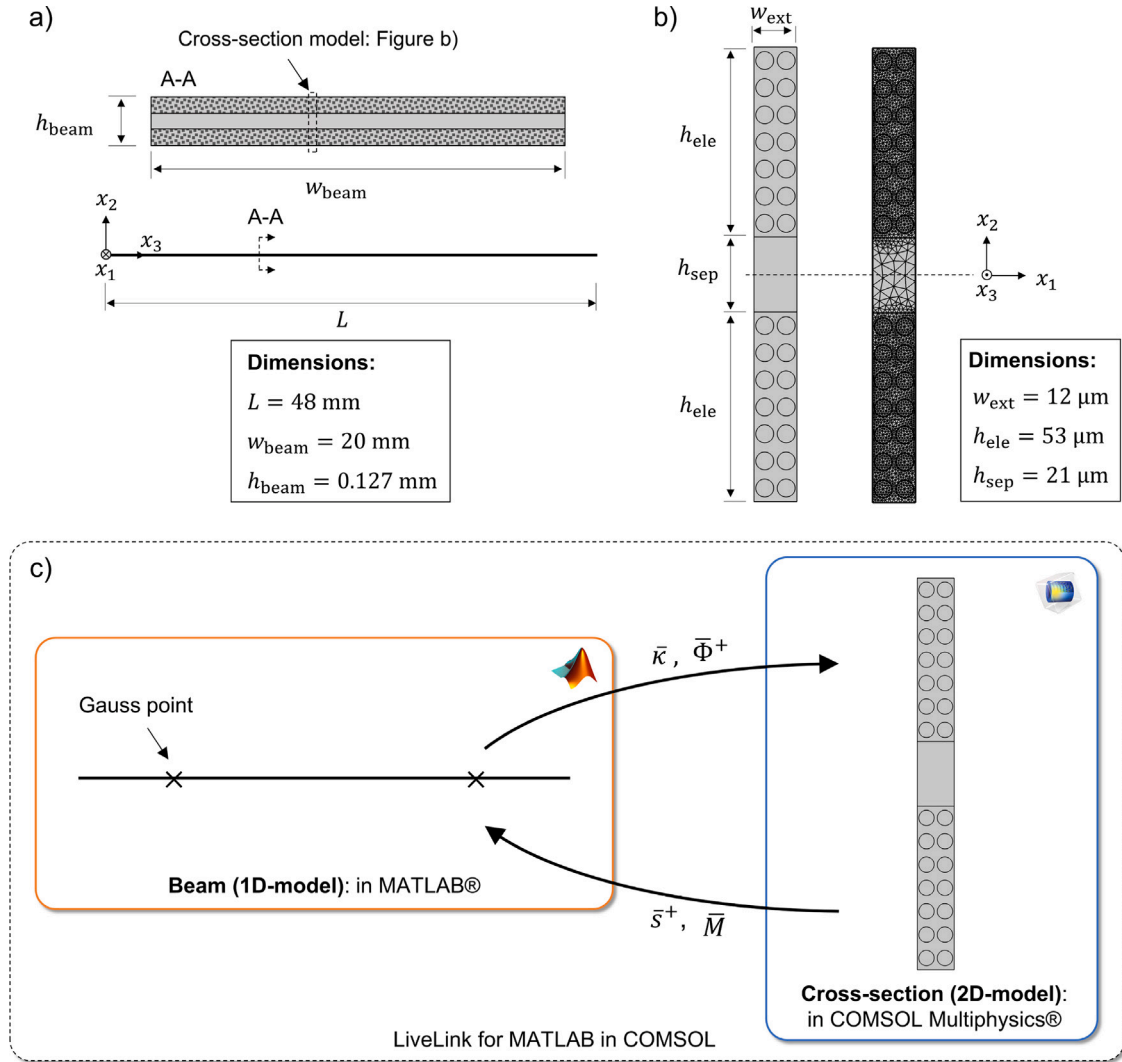 a)
Cross-section model: Figure b)
A-A
h_beam
w_beam
x_2
A-A
x_3
x_1
L
Dimensions:
L = 48 mm
w_beam = 20 mm
h_beam = 0.127 mm
b)
w_ext
h_ele
h_sep
h_ele
x_2
x_1
x_3
Dimensions:
w_ext = 12 μm
h_ele = 53 μm
h_sep = 21 μm
c)
Gauss point
Beam (1D-model): in MATLAB®
κ̄ , Φ̄⁺
s̄⁺, M̄
Cross-section (2D-model):
in COMSOL Multiphysics®
LiveLink for MATLAB in COMSOL